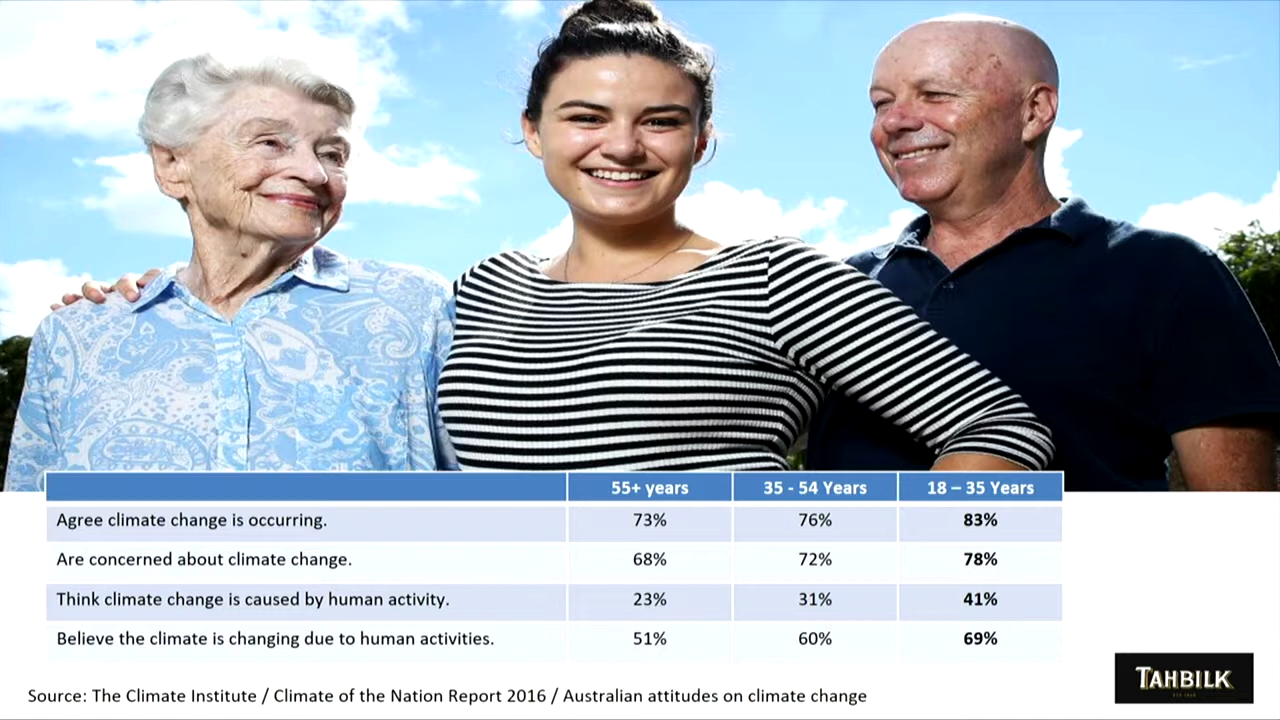 55+ years 35 - 54 Years 18 – 35 Years
Agree climate change is occurring. 73% 76% 83%
Are concerned about climate change. 68% 72% 78%
Think climate change is caused by human activity. 23% 31% 41%
Believe the climate is changing due to human activities. 51% 60% 69%
Source: The Climate Institute / Climate of the Nation Report 2016 / Australian attitudes on climate change
TAHBILK